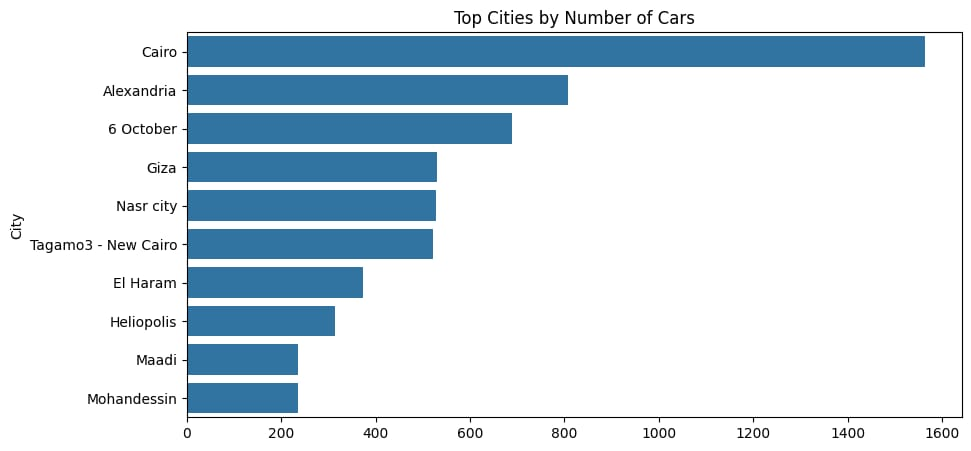 Top Cities by Number of Cars
City
Cairo
Alexandria
6 October
Giza
Nasr city
Tagamo3 - New Cairo
El Haram
Heliopolis
Maadi
Mohandessin
0 200 400 600 800 1000 1200 1400 1600